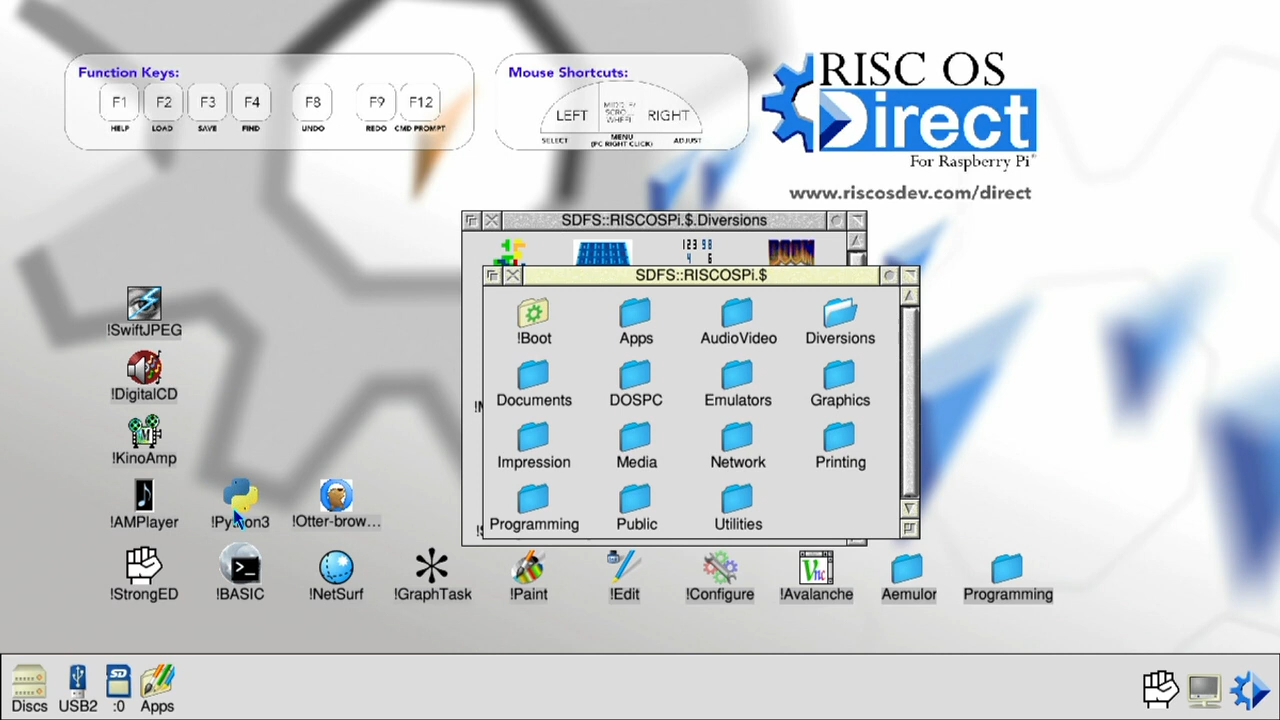 Function Keys:
F1 F2 F3 F4 F8 F9 F12
HELP LOAD SAVE FIND UNDO REDO CMD PROMPT
Mouse Shortcuts:
LEFT MIDDLE/ SCROLL WHEEL RIGHT
SELECT MENU (PC RIGHT CLICK) ADJUST
RISC OS
Direct
For Raspberry Pi
www.riscosdev.com/direct
SDFS::RISCOSPi.$.Diversions
DOOM
SDFS::RISCOSPi.$
!Boot Apps AudioVideo Diversions
Documents DOSPC Emulators Graphics
Impression Media Network Printing
Programming Public Utilities
!SwiftJPEG
!DigitalCD
!KinoAmp
!AMPlayer !Python3 !Otter-brow...
!StrongED !BASIC !NetSurf !GraphTask !Paint !Edit !Configure !Avalanche Aemulor Programming
Discs USB2 :0 Apps